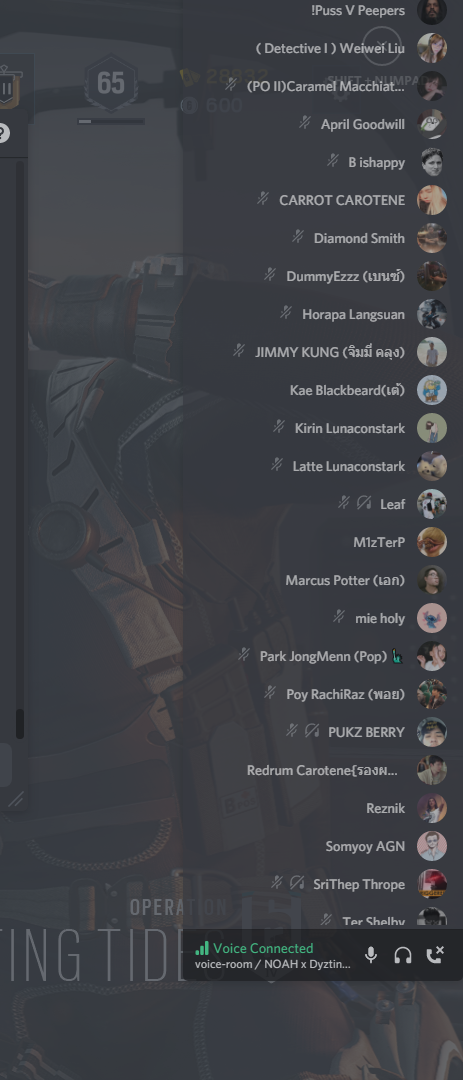 !Puss V Peepers
( Detective I ) Weiwei Liu
65
28832
SHIFT + NUMPA
(PO II)Caramel Macchiat...
600
April Goodwill
?
B ishappy
CARROT CAROTENE
Diamond Smith
DummyEzzz (เบนซ์)
Horapa Langsuan
JIMMY KUNG (จิมมี่ คลุง)
Kae Blackbeard(เต้)
Kirin Lunaconstark
Latte Lunaconstark
Leaf
M1zTerP
Marcus Potter (เอก)
mie holy
Park JongMenn (Pop)
Poy RachiRaz (พอย)
PUKZ BERRY
Redrum Carotene{รองผ...
Reznik
Somyoy AGN
SriThep Thrope
OPERATION
Ter Shelby
TING TIDE
Voice Connected
voice-room / NOAH x Dyztin...